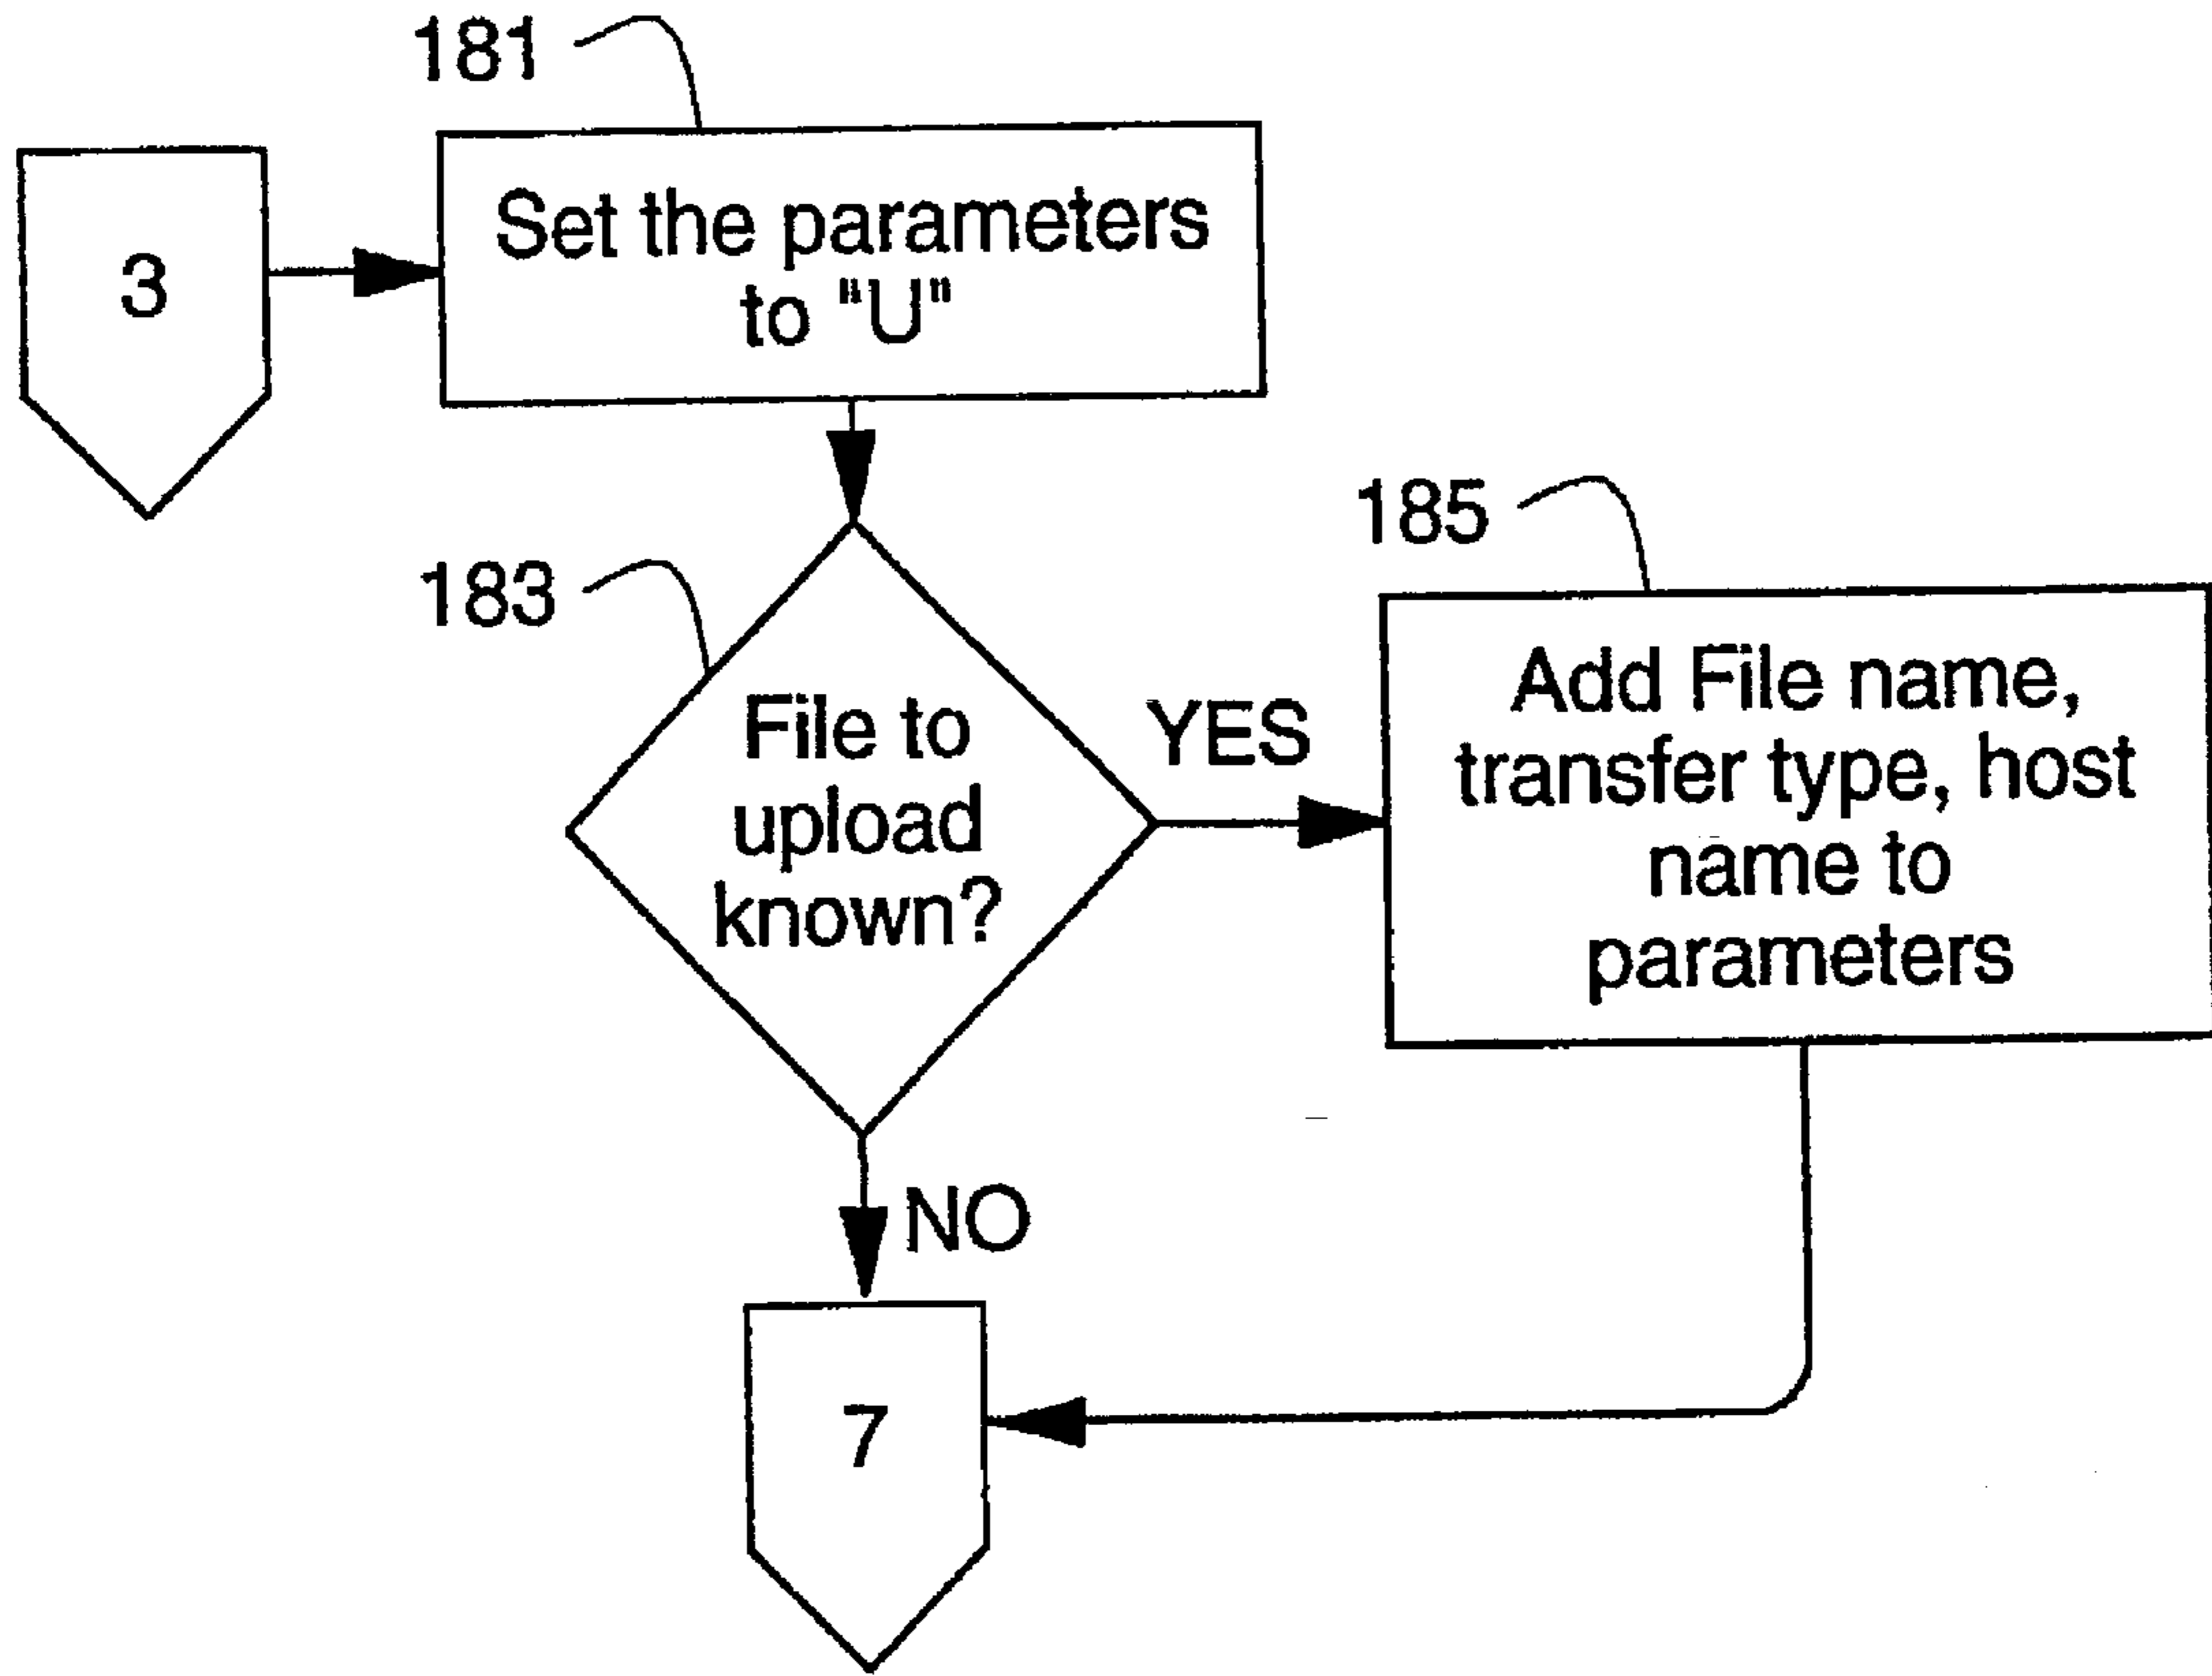 181
3
Set the parameters
to "U"
183
File to
upload
known?
YES
185
Add File name,
transfer type, host
name to
parameters
NO
7